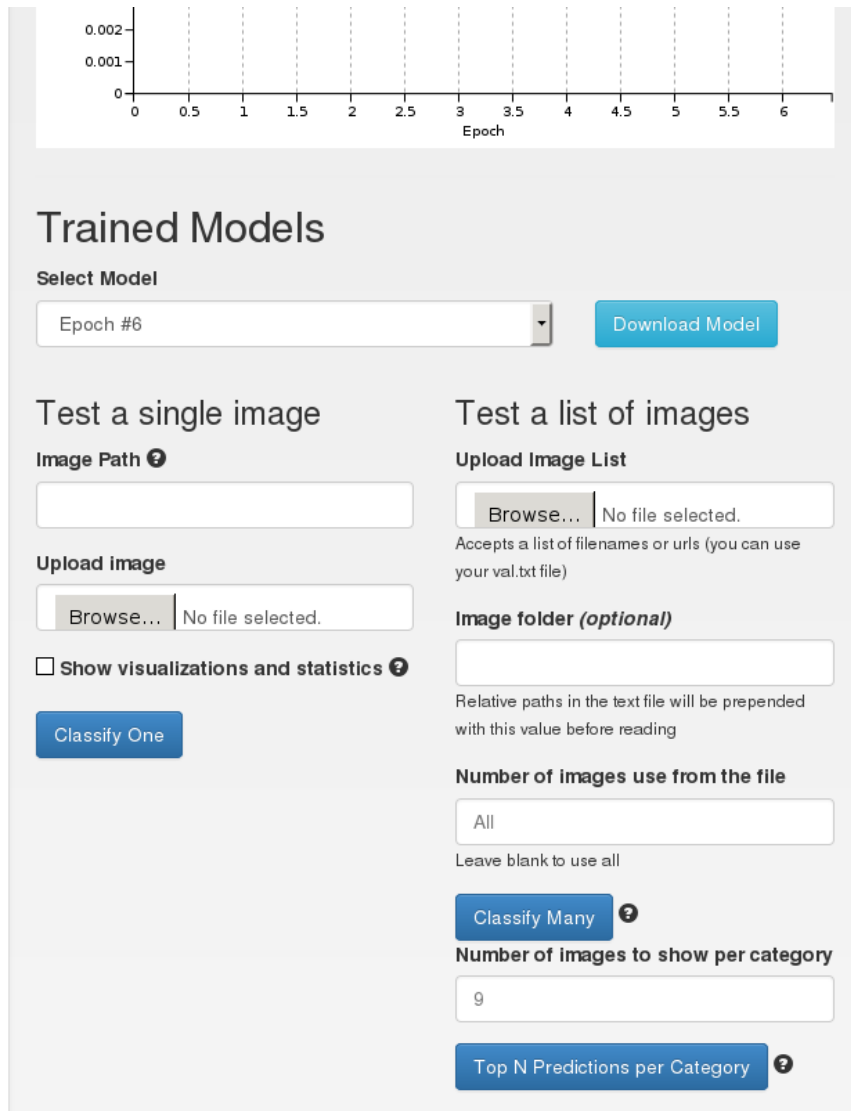 0.002
0.001
0
0 0.5 1 1.5 2 2.5 3 3.5 4 4.5 5 5.5 6
Epoch
Trained Models
Select Model
Epoch #6
Download Model
Test a single image
Image Path
Upload image
Browse... No file selected.
Show visualizations and statistics
Classify One
Test a list of images
Upload Image List
Browse... No file selected.
Accepts a list of filenames or urls (you can use
your val.txt file)
Image folder (optional)
Relative paths in the text file will be prepended
with this value before reading
Number of images use from the file
All
Leave blank to use all
Classify Many
Number of images to show per category
9
Top N Predictions per Category